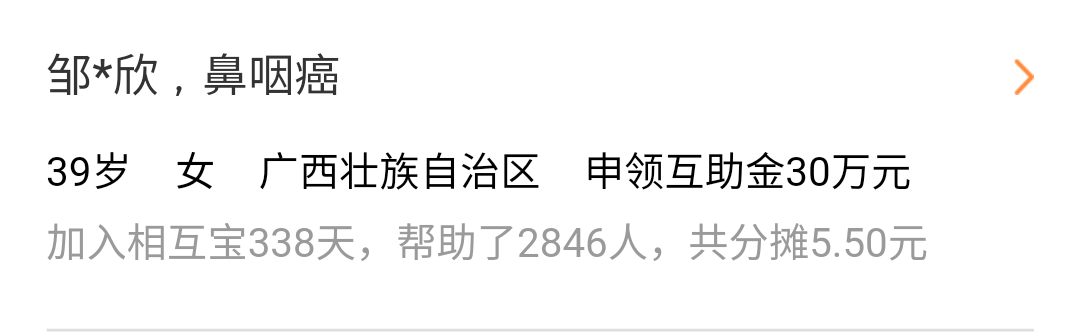 邹*欣，鼻咽癌
39岁 女 广西壮族自治区 申领互助金30万元
加入相互宝338天，帮助了2846人，共分摊5.50元